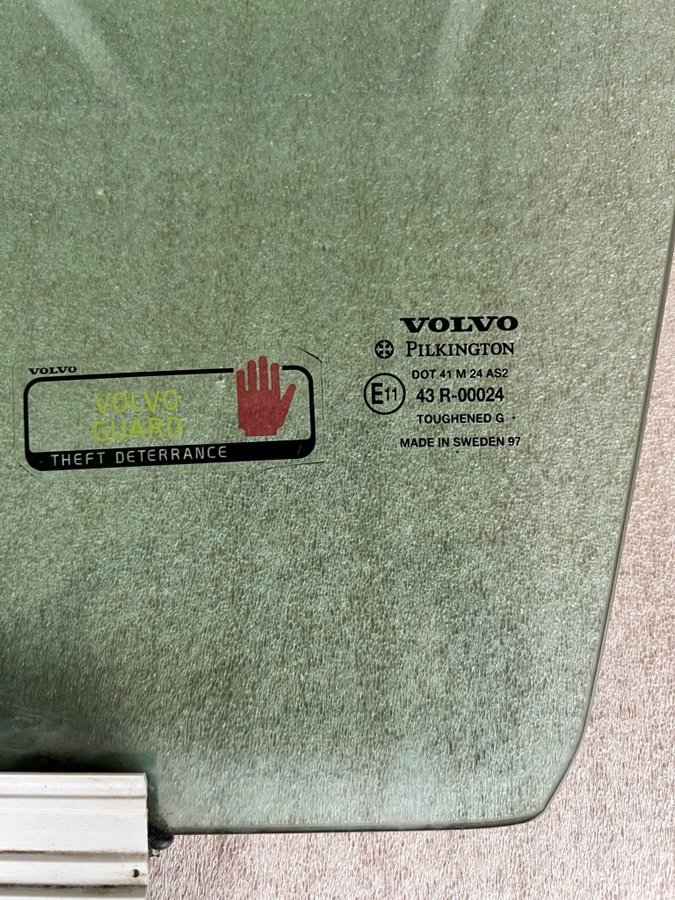 VOLVO
VOLVO
GUARD
THEFT DETERRANCE
VOLVO
PILKINGTON
DOT 41 M 24 AS2
E11 43 R-00024
TOUGHENED G
MADE IN SWEDEN 97